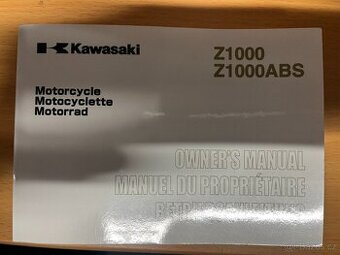 Kawasaki
Z1000
Z1000ABS
Motorcycle
Motocyclette
Motorrad
OWNER'S MANUAL
MANUEL DU PROPRIÉTAIRE